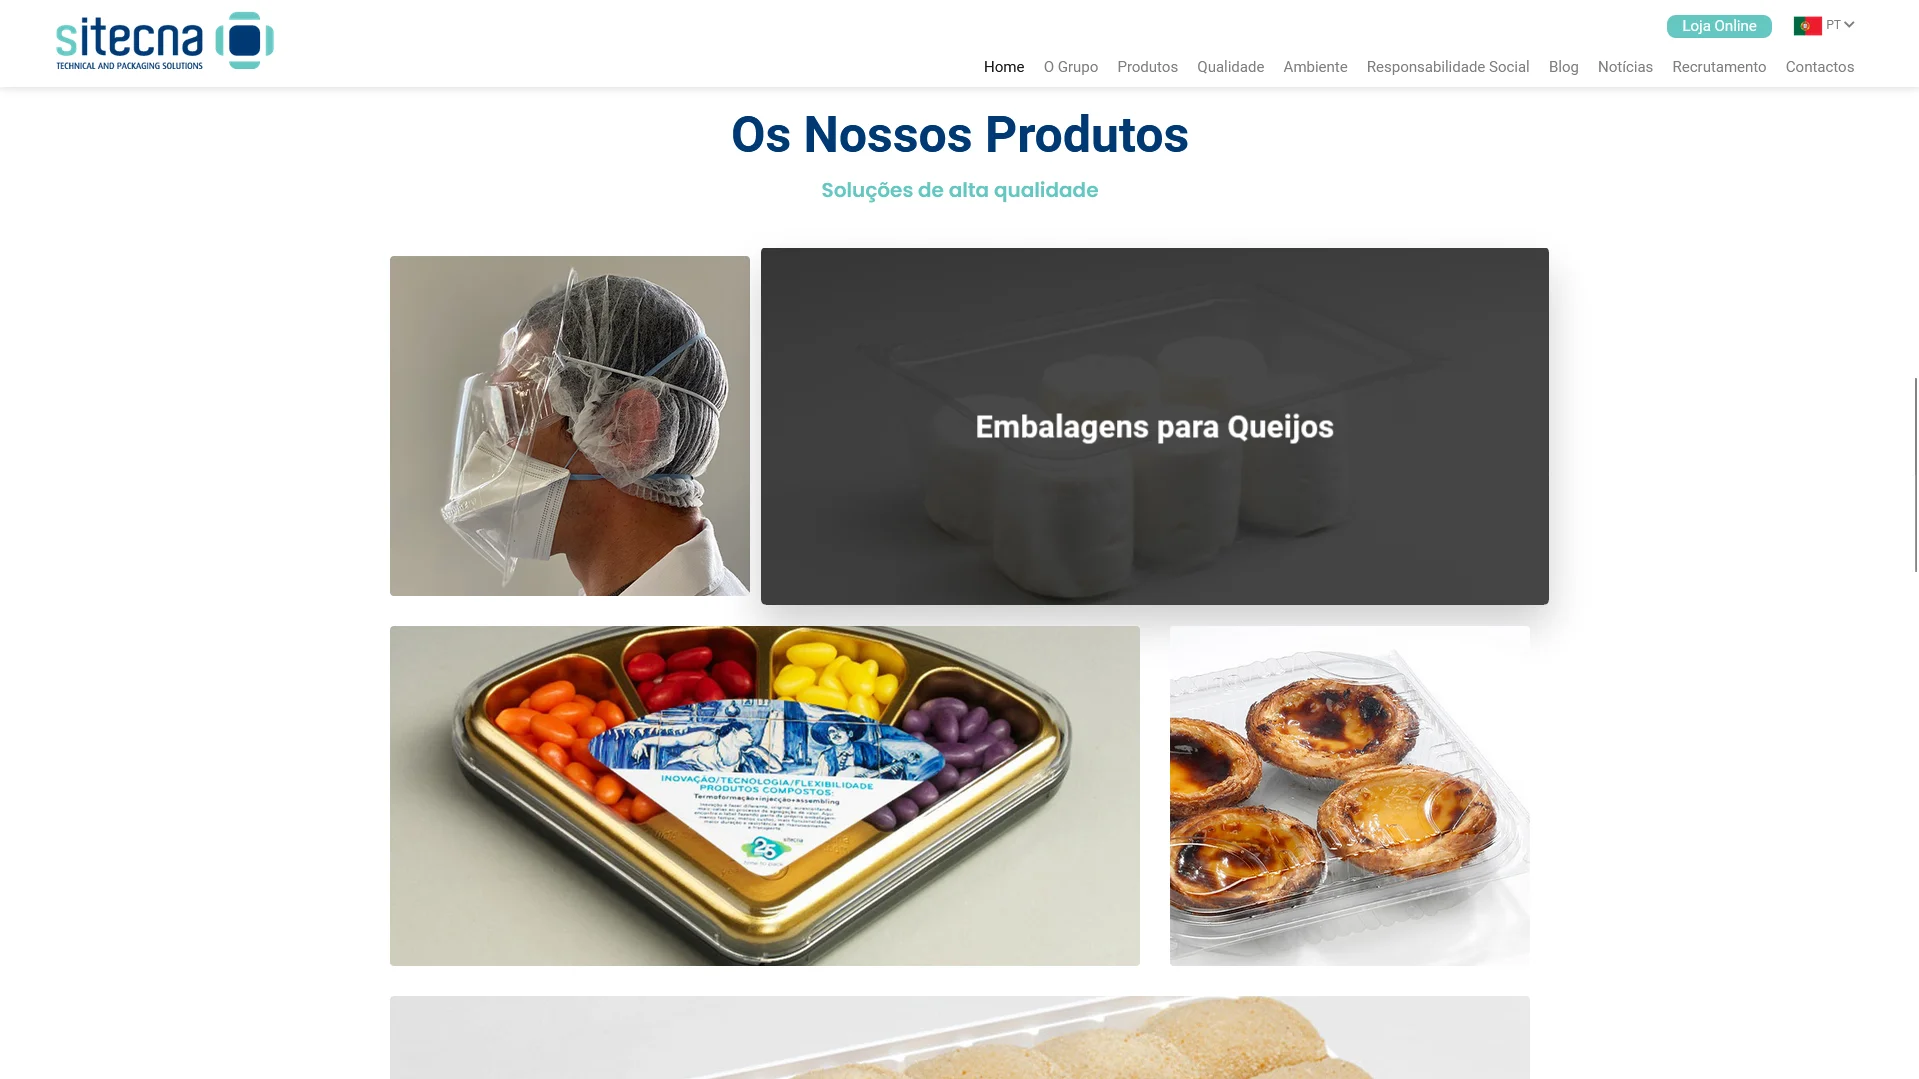 sitecna
TECHNICAL AND PACKAGING SOLUTIONS
Loja Online
PT
Home O Grupo Produtos Qualidade Ambiente Responsabilidade Social Blog Notícias Recrutamento Contactos
Os Nossos Produtos
Soluções de alta qualidade
Embalagens para Queijos
INOVAÇÃO/TECNOLOGIA/FLEXIBILIDADE
PRODUTOS COMPOSTOS:
Termoformação+injecção+assembling
sitecna
25